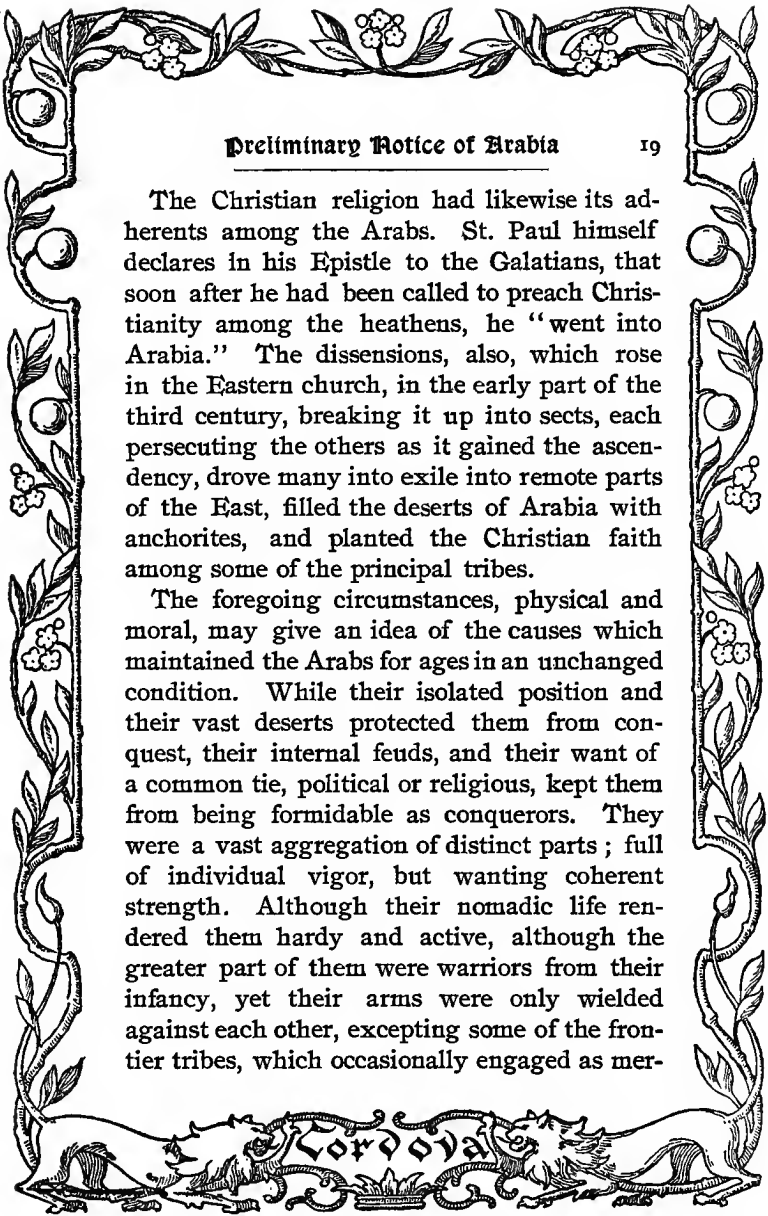 Preliminary Notice of Arabia 19
The Christian religion had likewise its ad-
herents among the Arabs. St. Paul himself
declares in his Epistle to the Galatians, that
soon after he had been called to preach Chris-
tianity among the heathens, he “went into
Arabia.” The dissensions, also, which rose
in the Eastern church, in the early part of the
third century, breaking it up into sects, each
persecuting the others as it gained the ascen-
dency, drove many into exile into remote parts
of the East, filled the deserts of Arabia with
anchorites, and planted the Christian faith
among some of the principal tribes.
The foregoing circumstances, physical and
moral, may give an idea of the causes which
maintained the Arabs for ages in an unchanged
condition. While their isolated position and
their vast deserts protected them from con-
quest, their internal feuds, and their want of
a common tie, political or religious, kept them
from being formidable as conquerors. They
were a vast aggregation of distinct parts ; full
of individual vigor, but wanting coherent
strength. Although their nomadic life ren-
dered them hardy and active, although the
greater part of them were warriors from their
infancy, yet their arms were only wielded
against each other, excepting some of the fron-
tier tribes, which occasionally engaged as mer-
Cordova